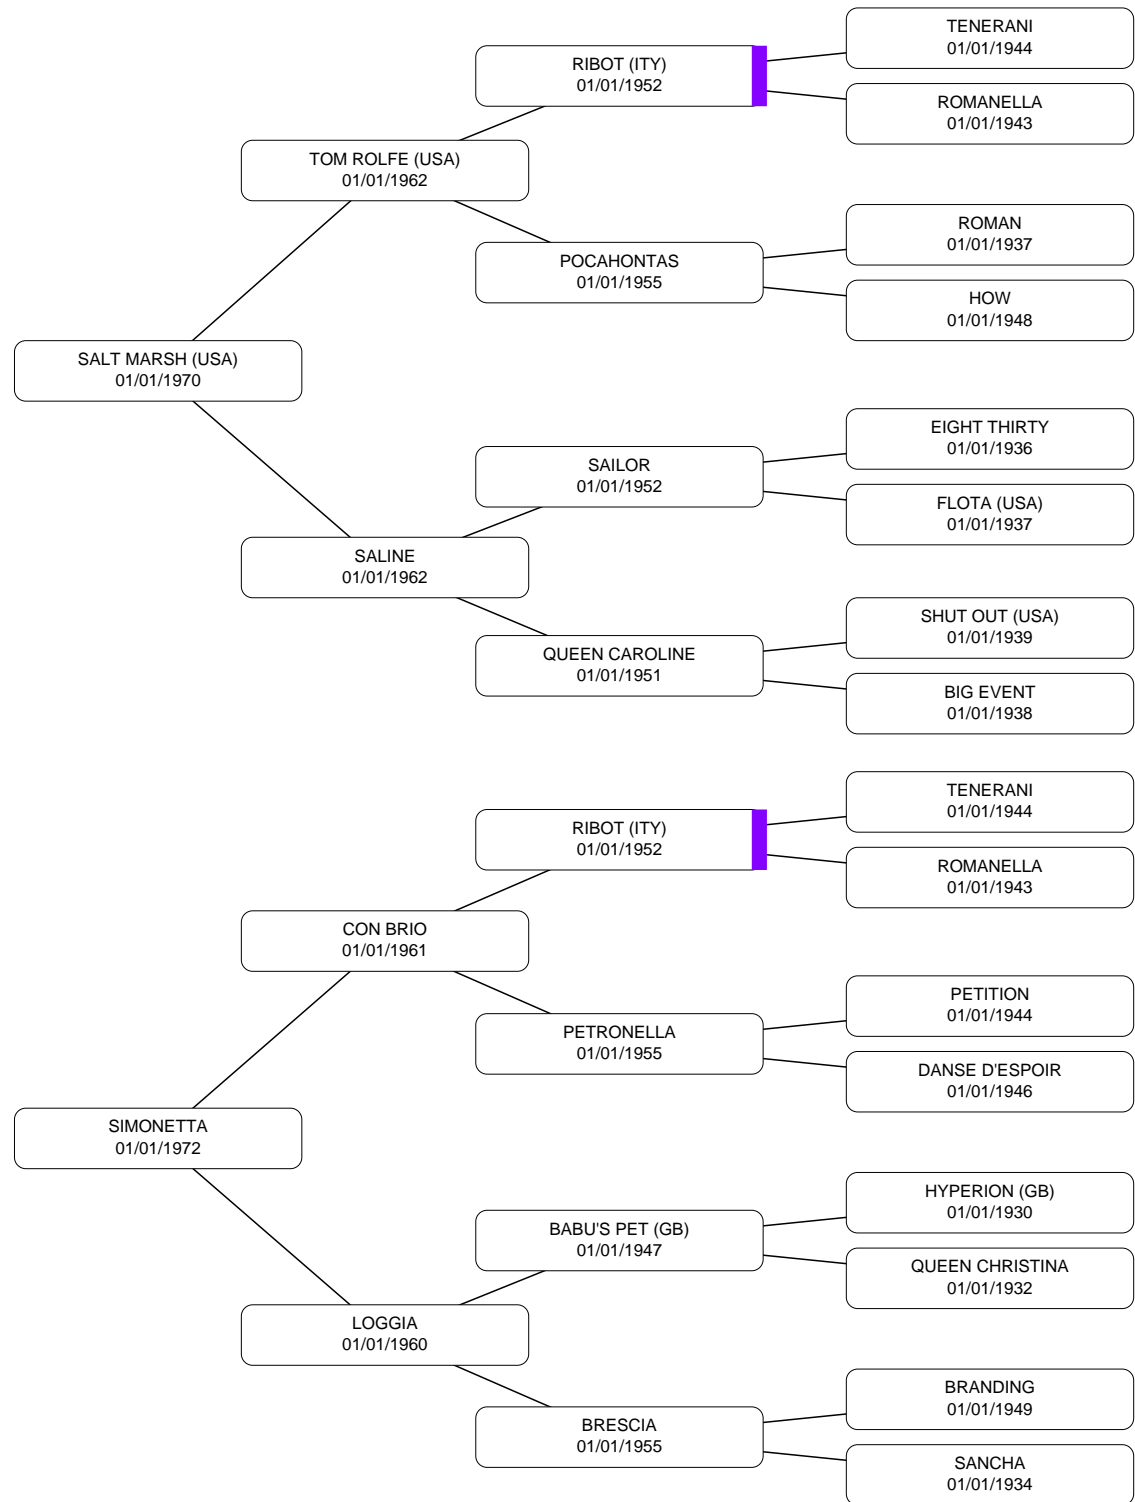 TENERANI
01/01/1944
RIBOT (ITY)
01/01/1952
ROMANELLA
01/01/1943
TOM ROLFE (USA)
01/01/1962
ROMAN
01/01/1937
POCAHONTAS
01/01/1955
HOW
01/01/1948
SALT MARSH (USA)
01/01/1970
EIGHT THIRTY
01/01/1936
SAILOR
01/01/1952
FLOTA (USA)
01/01/1937
SALINE
01/01/1962
SHUT OUT (USA)
01/01/1939
QUEEN CAROLINE
01/01/1951
BIG EVENT
01/01/1938
TENERANI
01/01/1944
RIBOT (ITY)
01/01/1952
ROMANELLA
01/01/1943
CON BRIO
01/01/1961
PETITION
01/01/1944
PETRONELLA
01/01/1955
DANSE D'ESPOIR
01/01/1946
SIMONETTA
01/01/1972
HYPERION (GB)
01/01/1930
BABU'S PET (GB)
01/01/1947
QUEEN CHRISTINA
01/01/1932
LOGGIA
01/01/1960
BRANDING
01/01/1949
BRESCIA
01/01/1955
SANCHA
01/01/1934